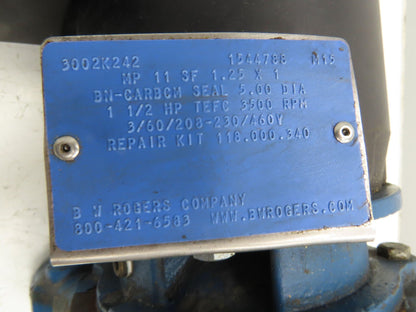 3002K242 1544788 M15
MP 11 SF 1.25 X 1
BN-CARBCM SEAL 5.00 DIA
1 1/2 HP TEFC 3500 RPM
3/60/208-230/460V
REPAIR KIT 118.000.340
B W ROGERS COMPANY
800-421-6583 WWW.BWROGERS.COM